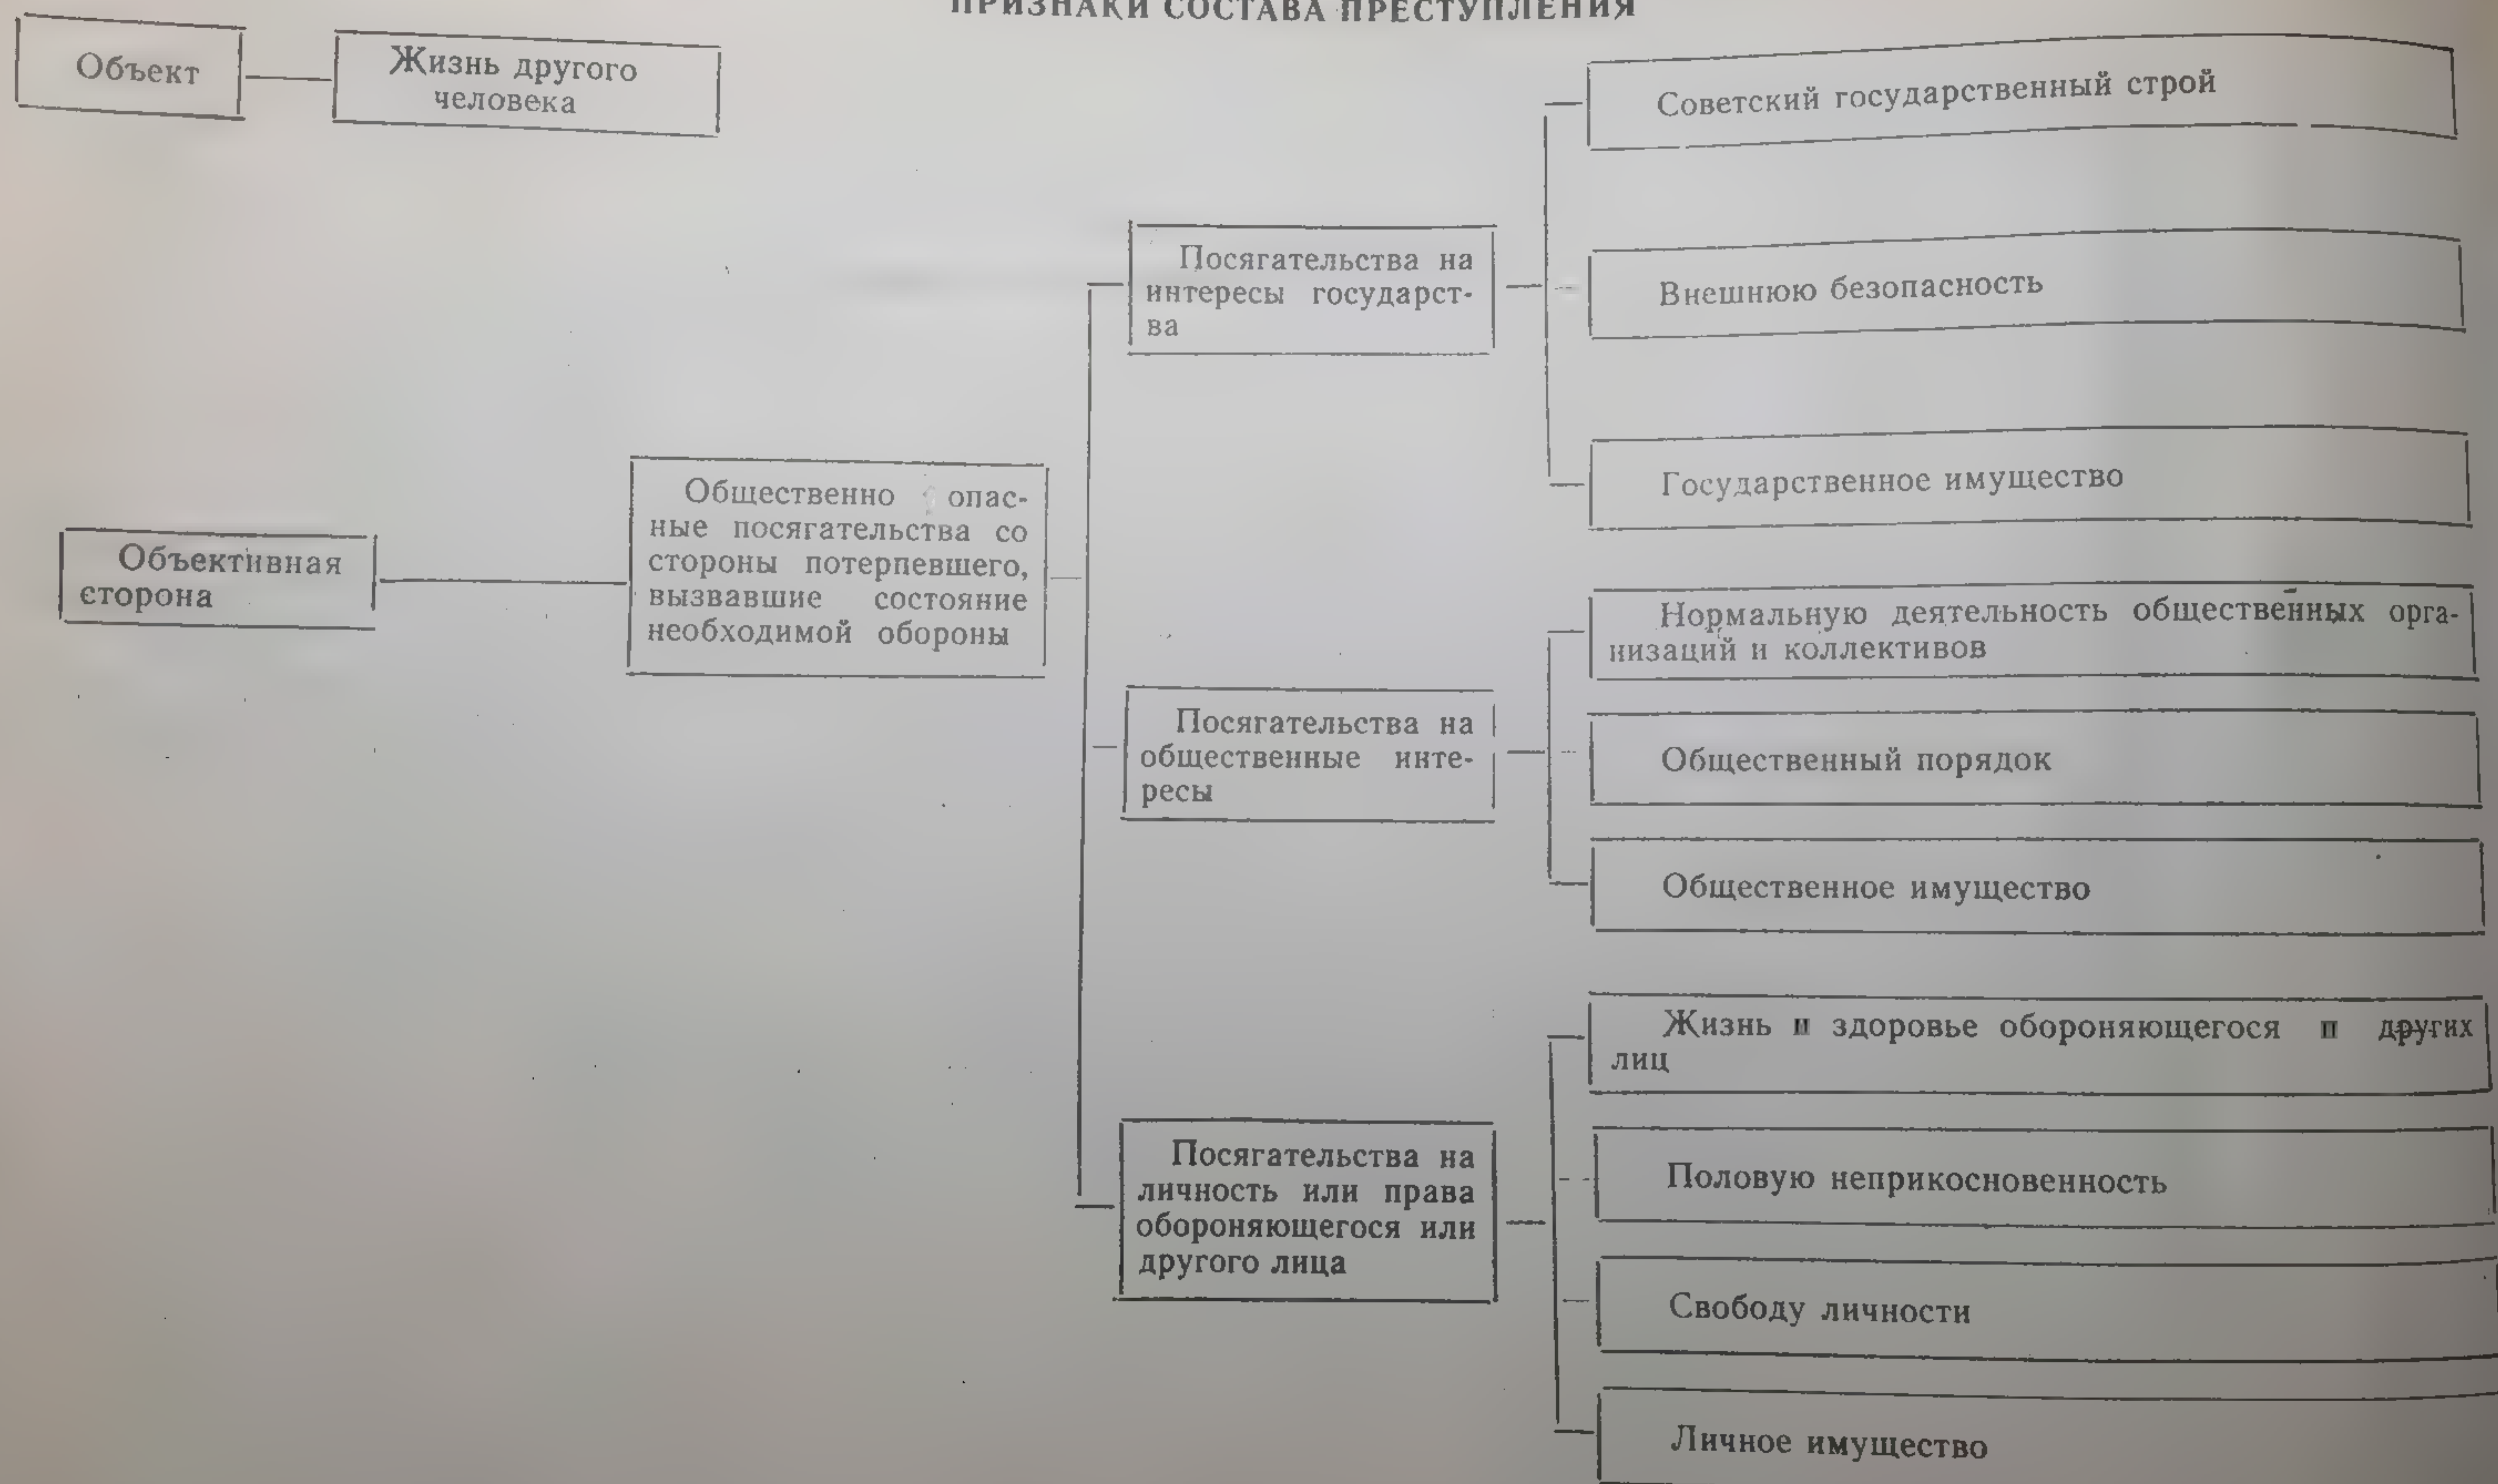 ПРИЗНАКИ СОСТАВА ПРЕСТУПЛЕНИЯ
Объект
Жизнь другого
человека
Советский государственный строй
Посягательства на
интересы государст-
ва
Внешнюю безопасность
Государственное имущество
Объективная
сторона
Общественно опас-
ные посягательства со
стороны потерпевшего,
вызвавшие состояние
необходимой обороны
Нормальную деятельность общественных орга-
низаций и коллективов
Посягательства на
общественные инте-
ресы
Общественный порядок
Общественное имущество
Жизнь и здоровье обороняющегося и других
лиц
Посягательства на
личность или права
обороняющегося или
другого лица
Половую неприкосновенность
Свободу личности
Личное имущество